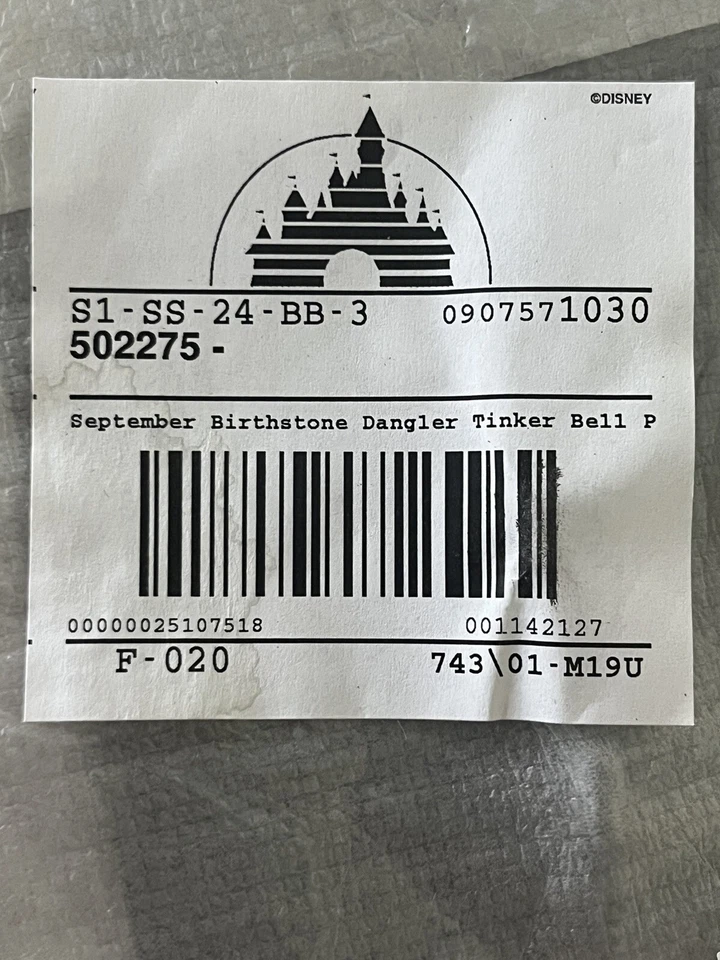 ©DISNEY
S1-SS-24-BB-3 0907571030
502275 -
September Birthstone Dangler Tinker Bell P
00000025107518 001142127
F-020 743\01-M19U